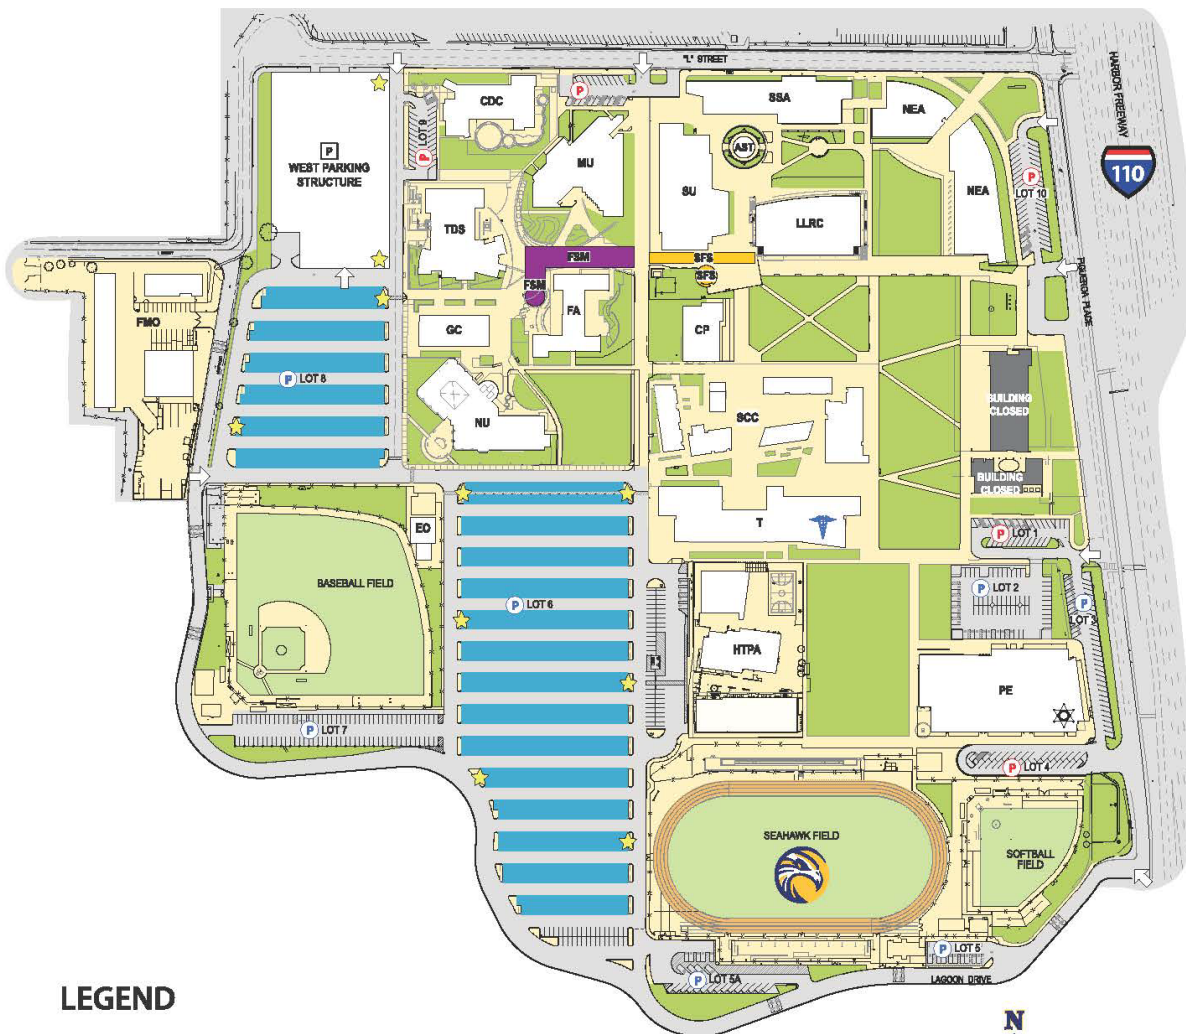 "L" STREET
HARBOR FREEWAY
110
CDC
P
SSA
NEA
LOT 9
P
P
WEST PARKING
STRUCTURE
MU
AST
SU
NEA
P
LOT 10
TDS
LLRC
FSM
SFS
SFS
FSM
FIGUEROA PLACE
FMO
GC
FA
CP
P LOT 8
BUILDING
CLOSED
NU
SCC
BUILDING
CLOSED
EO
T
P LOT 1
BASEBALL FIELD
P LOT 6
P LOT 2
P
LOT 3
HTPA
PE
P LOT 7
P LOT 4
SEAHAWK FIELD
SOFTBALL
FIELD
P LOT 5
P LOT 5A
LAGOON DRIVE
LEGEND
N